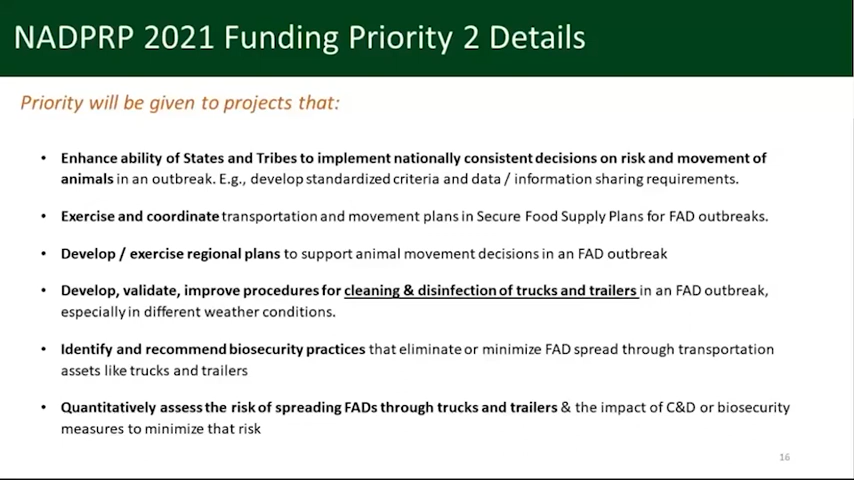 NADPRP 2021 Funding Priority 2 Details
Priority will be given to projects that:
• Enhance ability of States and Tribes to implement nationally consistent decisions on risk and movement of
animals in an outbreak. E.g., develop standardized criteria and data / information sharing requirements.
• Exercise and coordinate transportation and movement plans in Secure Food Supply Plans for FAD outbreaks.
• Develop / exercise regional plans to support animal movement decisions in an FAD outbreak
• Develop, validate, improve procedures for cleaning & disinfection of trucks and trailers in an FAD outbreak,
especially in different weather conditions.
• Identify and recommend biosecurity practices that eliminate or minimize FAD spread through transportation
assets like trucks and trailers
• Quantitatively assess the risk of spreading FADs through trucks and trailers & the impact of C&D or biosecurity
measures to minimize that risk
16